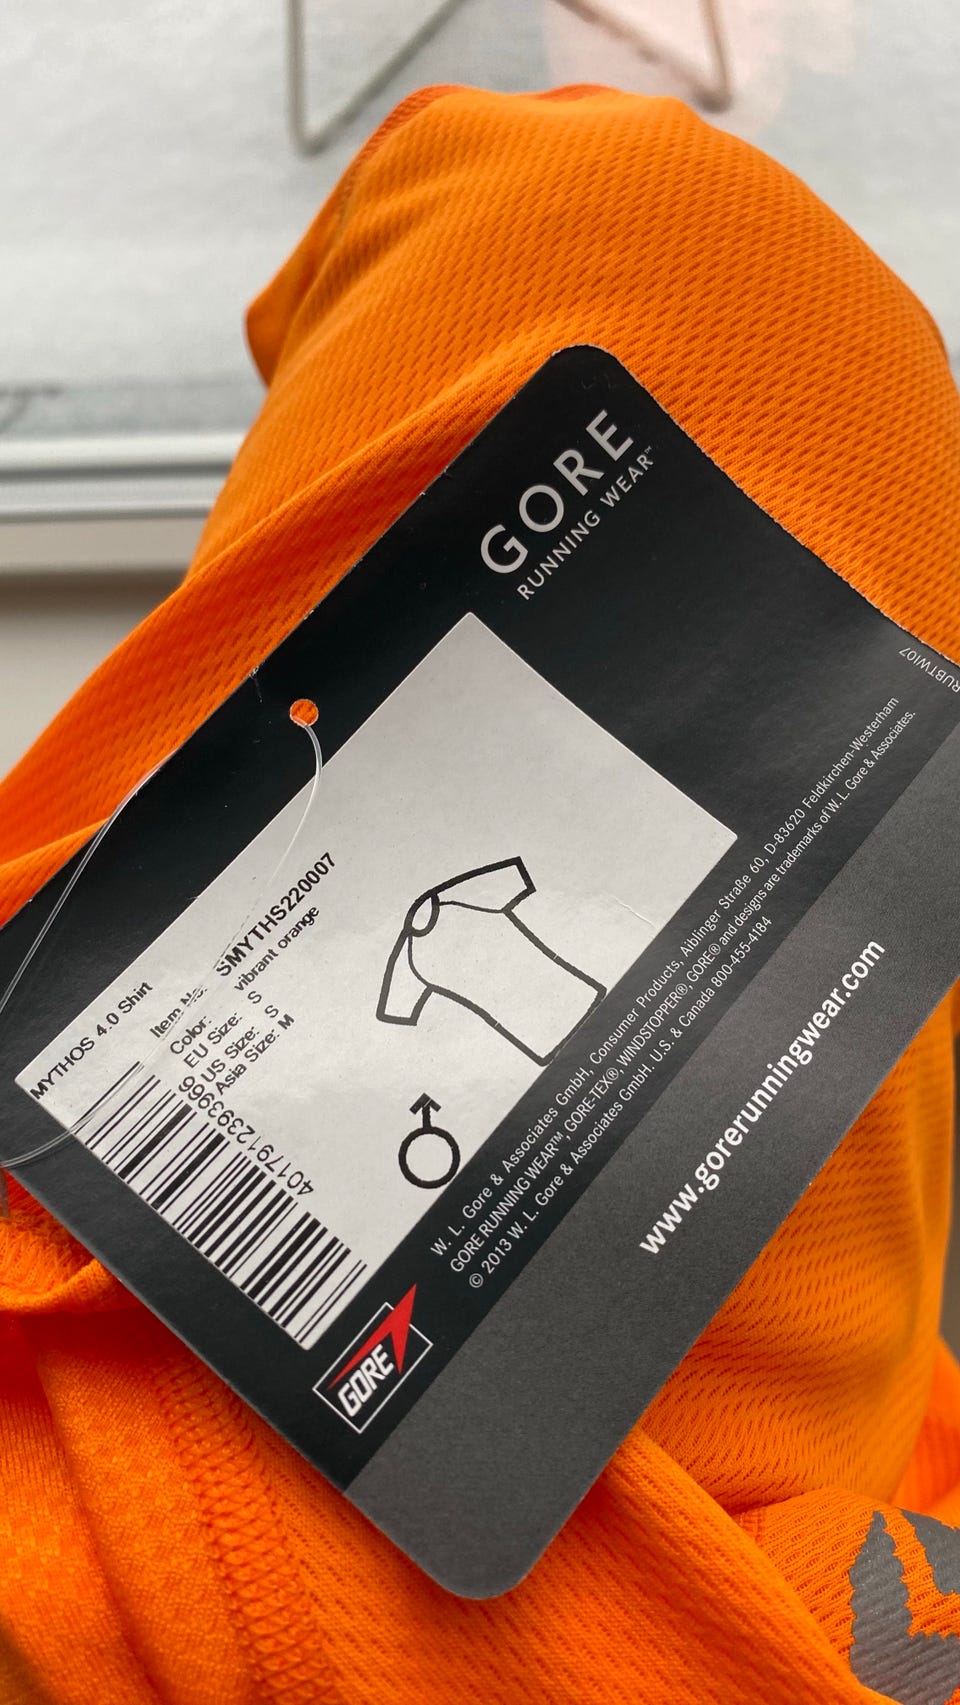 GORE
RUNNING WEAR™
RUBTWI07
MYTHOS 4.0 Shirt
Item No.: SMYTHS220007
Color: vibrant orange
EU Size: S
US Size: S
Asia Size: M
4017912393966
W. L. Gore & Associates GmbH, Consumer Products, Aiblinger Straße 60, D-83620 Feldkirchen-Westerham
GORE RUNNING WEAR™, GORE-TEX®, WINDSTOPPER®, GORE® and designs are trademarks of W. L. Gore & Associates.
© 2013 W. L. Gore & Associates GmbH. U.S. & Canada 800-455-4184
GORE
www.gorerunningwear.com